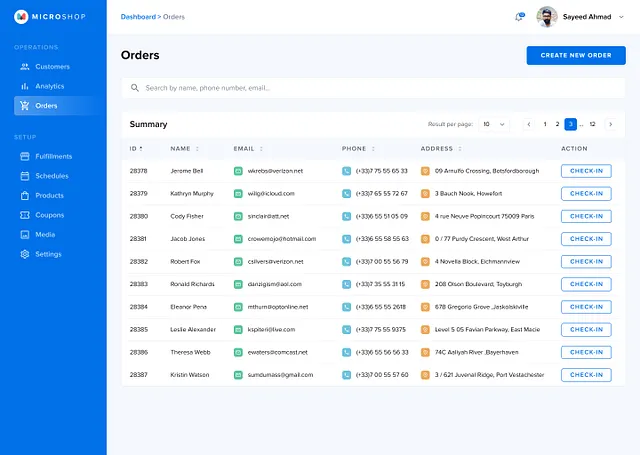 MICROSHOP
Dashboard > Orders
Sayeed Ahmad
OPERATIONS
Customers
Analytics
Orders
SETUP
Fulfillments
Schedules
Products
Coupons
Media
Settings
Orders
CREATE NEW ORDER
Search by name, phone number, email...
Summary
Result per page: 10 1 2 3 ... 12
ID NAME EMAIL PHONE ADDRESS ACTION
28378 Jerome Bell wkrebs@verizon.net (+33)7 75 55 65 33 09 Arnulfo Crossing, Botsfordborough CHECK-IN
28379 Kathryn Murphy willg@icloud.com (+33)7 65 55 72 67 3 Bauch Nook, Howefort CHECK-IN
28380 Cody Fisher sinclair@att.net (+33)6 55 51 05 09 4 rue Neuve Popincourt 75009 Paris CHECK-IN
28381 Jacob Jones crowemojo@hotmail.com (+33)6 55 58 55 63 0 / 77 Purdy Crescent, West Arthur CHECK-IN
28382 Robert Fox csilvers@verizon.net (+33)7 00 55 56 79 4 Novella Block, Eichmannview CHECK-IN
28383 Ronald Richards danzigism@aol.com (+33)7 35 55 31 15 208 Olson Boulevard, Toyburgh CHECK-IN
28384 Eleanor Pena mthurn@optonline.net (+33)6 55 55 2618 678 Gregorio Grove ,Jaskolskiville CHECK-IN
28385 Leslie Alexander kspiteri@live.com (+33)7 75 55 9375 Level 5 05 Favian Parkway, East Macie CHECK-IN
28386 Theresa Webb ewaters@comcast.net (+33)6 55 56 56 33 74C Aaliyah River ,Bayerhaven CHECK-IN
28387 Kristin Watson sumdumass@gmail.com (+33)7 00 55 57 60 3 / 621 Juvenal Ridge, Port Vestachester CHECK-IN